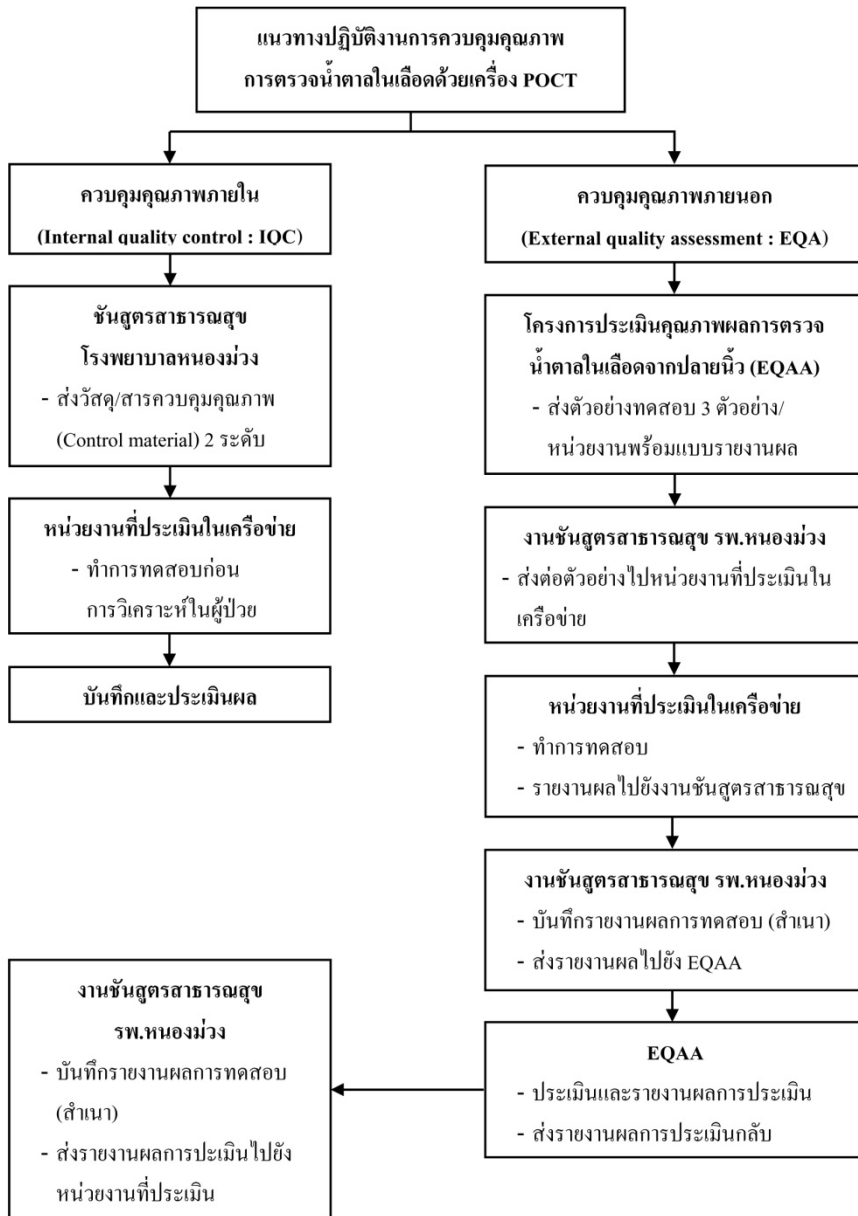 แนวทางปฏิบัติงานการควบคุมคุณภาพ
การตรวจน้ำตาลในเลือดด้วยเครื่อง POCT
ควบคุมคุณภาพภายใน
(Internal quality control : IQC)
ชันสูตรสาธารณสุข
โรงพยาบาลหนองม่วง
- ส่งวัสดุ/สารควบคุมคุณภาพ
(Control material) 2 ระดับ
หน่วยงานที่ประเมินในเครือข่าย
- ทำการทดสอบก่อน
การวิเคราะห์ในผู้ป่วย
บันทึกและประเมินผล
ควบคุมคุณภาพภายนอก
(External quality assessment : EQA)
โครงการประเมินคุณภาพผลการตรวจ
น้ำตาลในเลือดจากปลายนิ้ว (EQAA)
- ส่งตัวอย่างทดสอบ 3 ตัวอย่าง/
หน่วยงานพร้อมแบบรายงานผล
งานชันสูตรสาธารณสุข รพ.หนองม่วง
- ส่งต่อตัวอย่างไปหน่วยงานที่ประเมินใน
เครือข่าย
หน่วยงานที่ประเมินในเครือข่าย
- ทำการทดสอบ
- รายงานผลไปยังงานชันสูตรสาธารณสุข
งานชันสูตรสาธารณสุข รพ.หนองม่วง
- บันทึกรายงานผลการทดสอบ (สำเนา)
- ส่งรายงานผลไปยัง EQAA
EQAA
- ประเมินและรายงานผลการประเมิน
- ส่งรายงานผลการประเมินกลับ
งานชันสูตรสาธารณสุข
รพ.หนองม่วง
- บันทึกรายงานผลการทดสอบ
(สำเนา)
- ส่งรายงานผลการปะเมินไปยัง
หน่วยงานที่ประเมิน